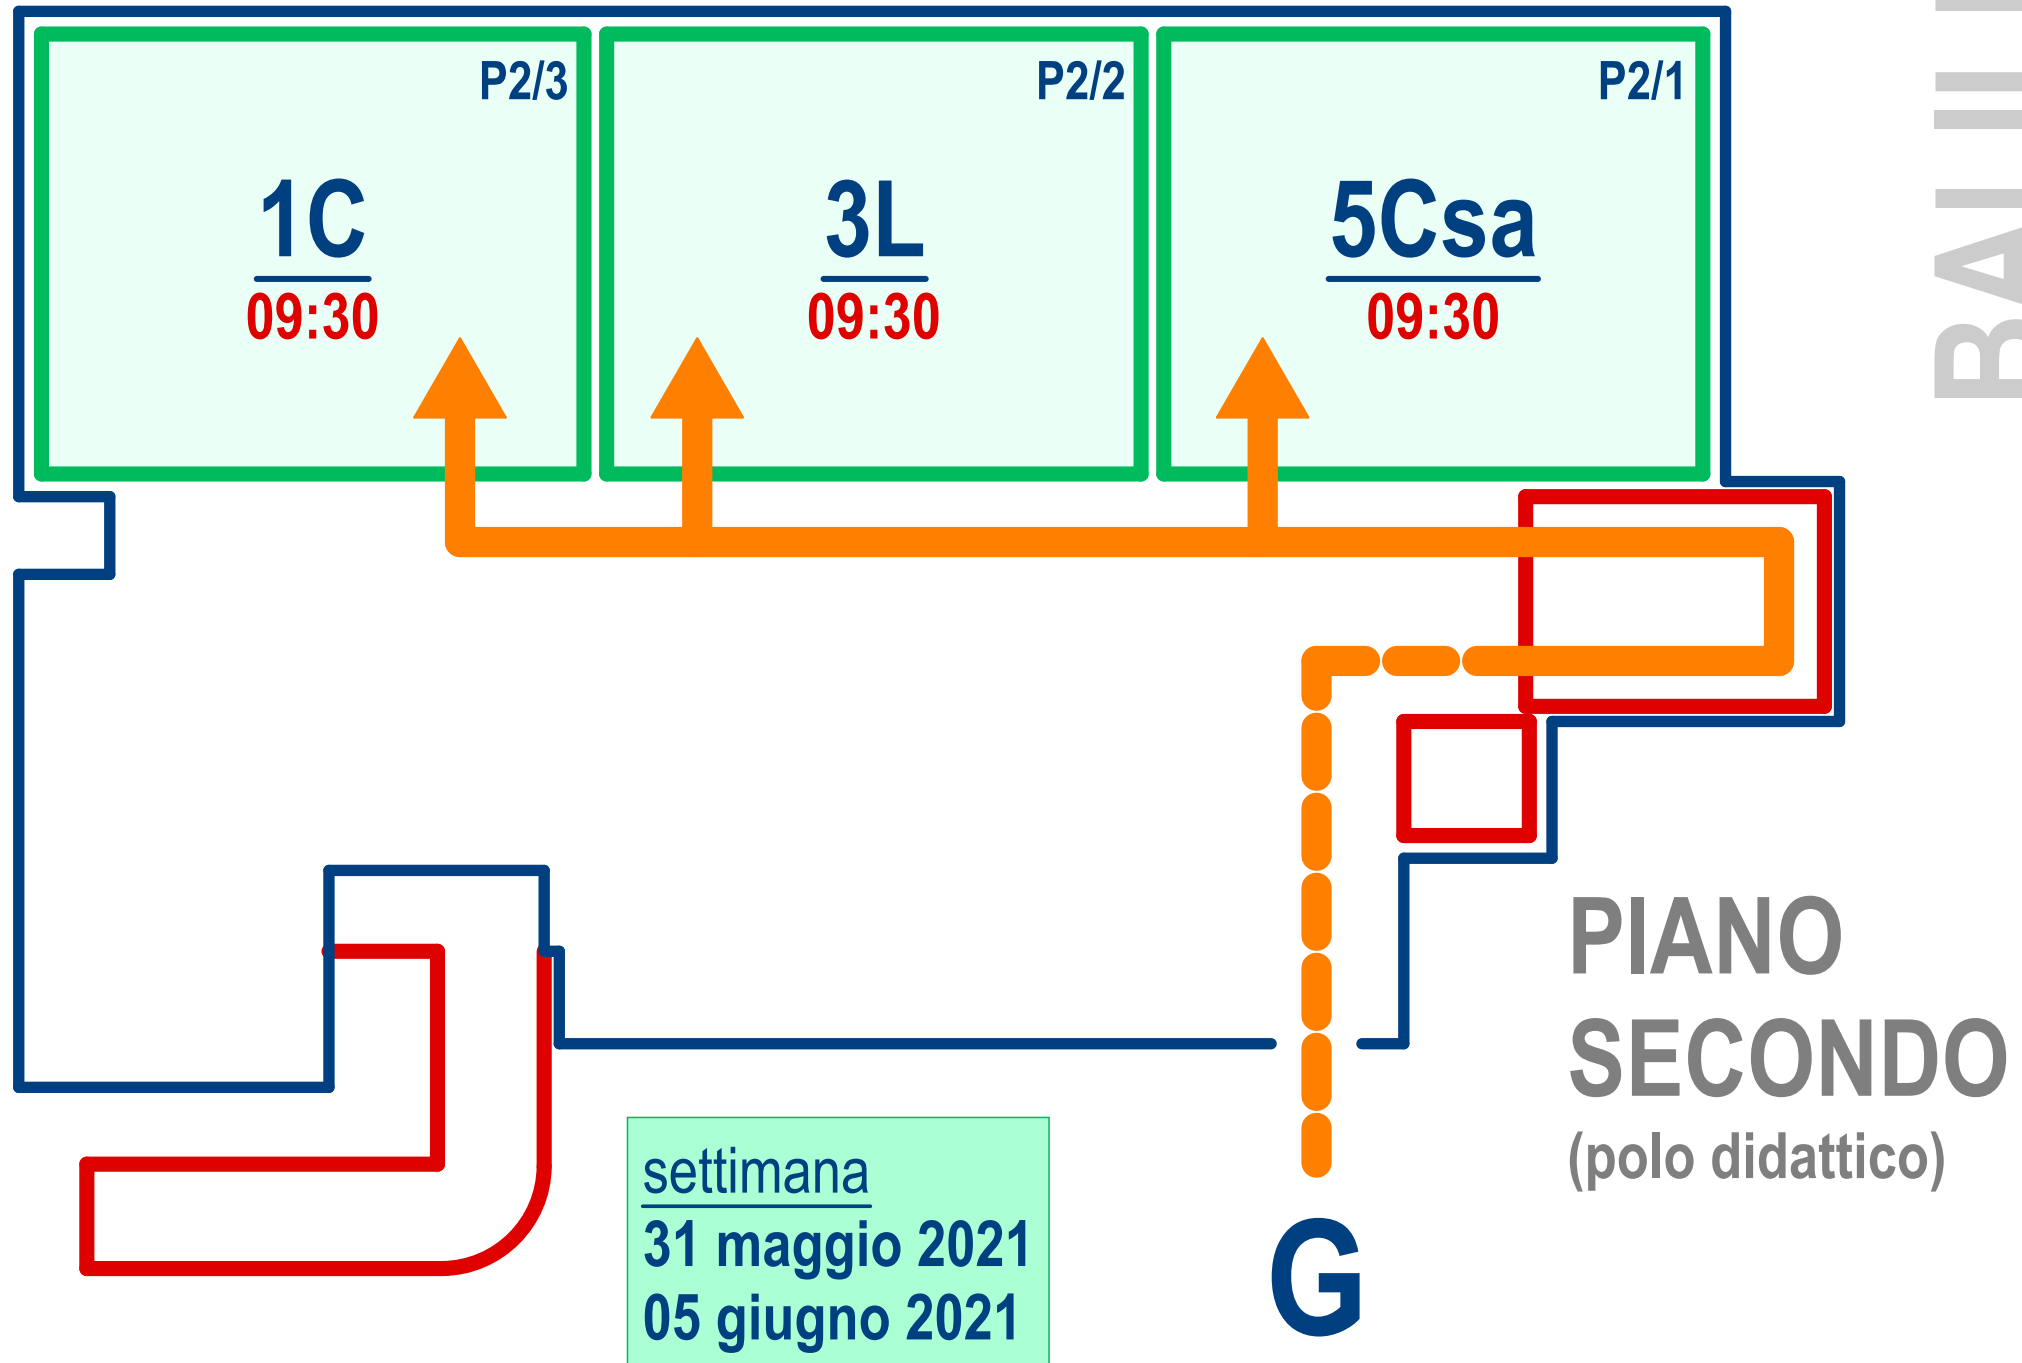 P2/3
P2/2
P2/1
1C
09:30
3L
09:30
5Csa
09:30
PIANO
SECONDO
(polo didattico)
settimana
31 maggio 2021
05 giugno 2021
G